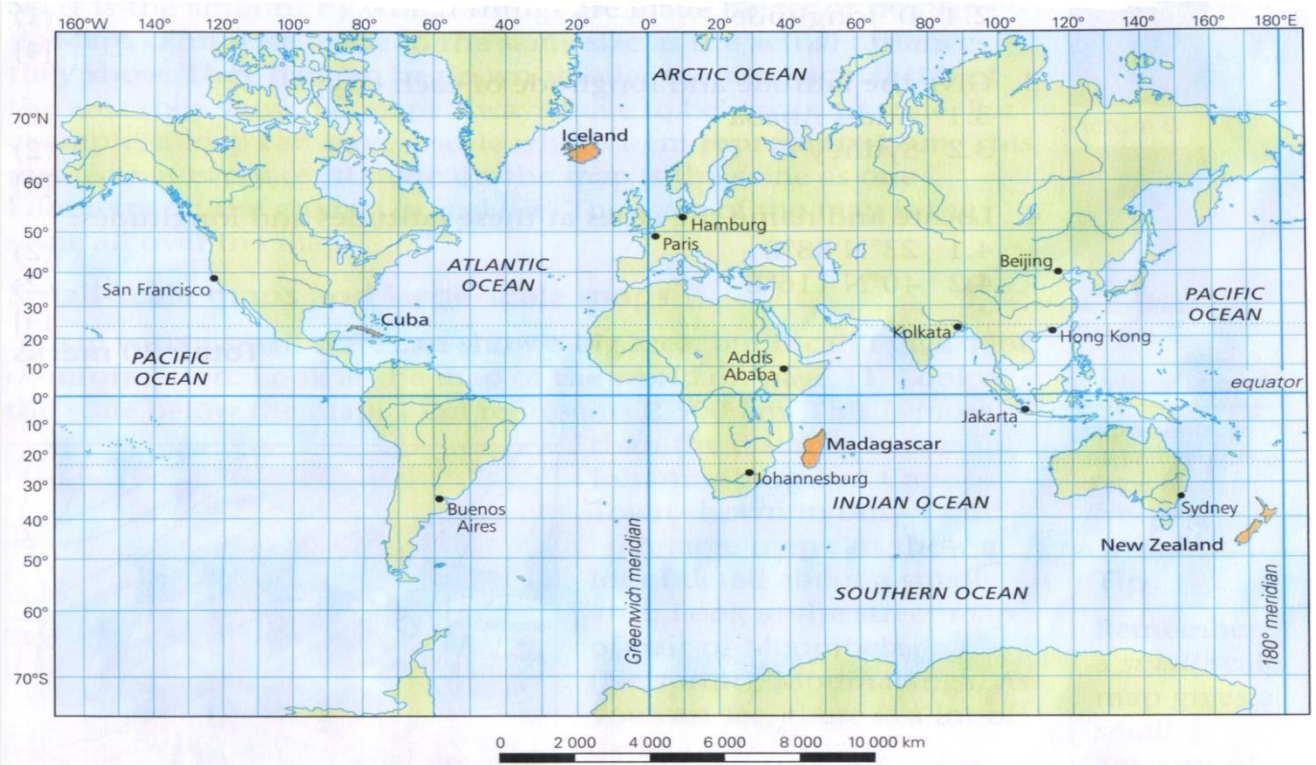 160°W 140° 120° 100° 80° 60° 40° 20° 0° 20° 40° 60° 80° 100° 120° 140° 160° 180°E
ARCTIC OCEAN
70°N
Iceland
60°
Hamburg
50°
Paris
Beijing
40°
ATLANTIC
OCEAN
San Francisco
PACIFIC
OCEAN
30°
Cuba
Kolkata
Hong Kong
20°
PACIFIC
OCEAN
Addis
Ababa
10°
equator
0°
Jakarta
10°
Madagascar
20°
Johannesburg
30°
INDIAN OCEAN
Buenos
Aires
Sydney
40°
New Zealand
50°
Greenwich meridian
180° meridian
SOUTHERN OCEAN
60°
70°S
0 2 000 4 000 6 000 8 000 10 000 km